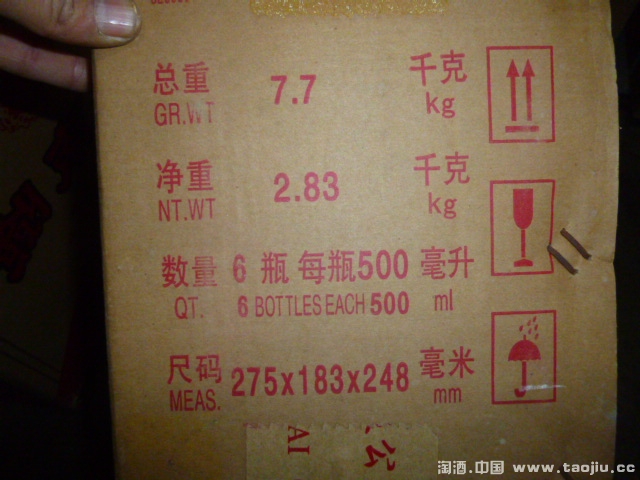 总重 7.7 千克
GR.WT kg
净重 2.83 千克
NT.WT kg
数量 6 瓶 每瓶500 毫升
QT. 6 BOTTLES EACH 500 ml
尺码 275x183x248 毫米
MEAS. mm
AI
公
淘酒.中国 www.taojiu.cc